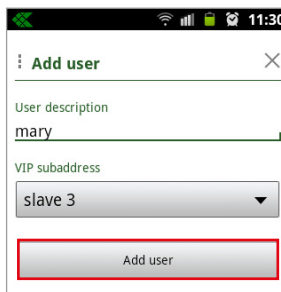 11:30
Add user
User description
mary
VIP subaddress
slave 3
Add user